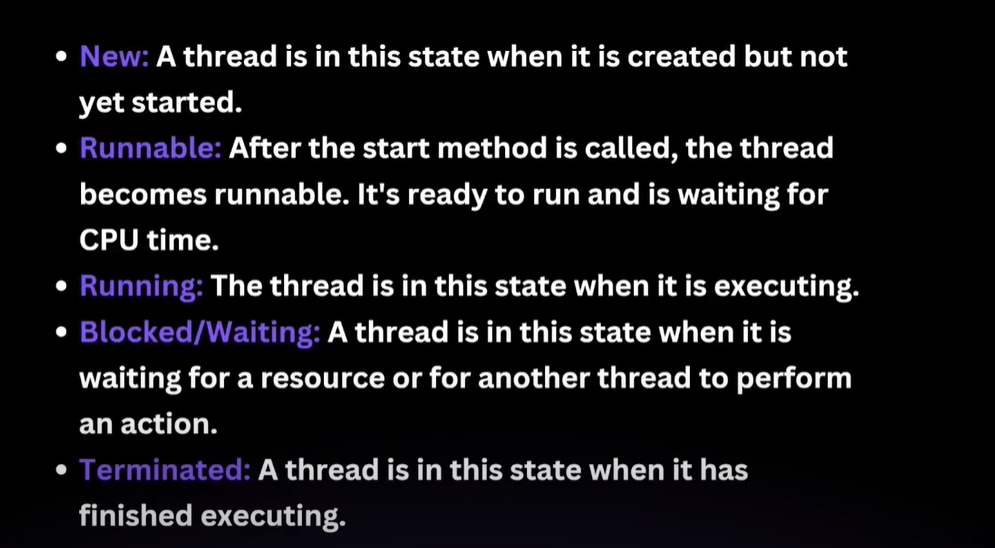 • New: A thread is in this state when it is created but not
yet started.
• Runnable: After the start method is called, the thread
becomes runnable. It's ready to run and is waiting for
CPU time.
• Running: The thread is in this state when it is executing.
• Blocked/Waiting: A thread is in this state when it is
waiting for a resource or for another thread to perform
an action.
• Terminated: A thread is in this state when it has
finished executing.